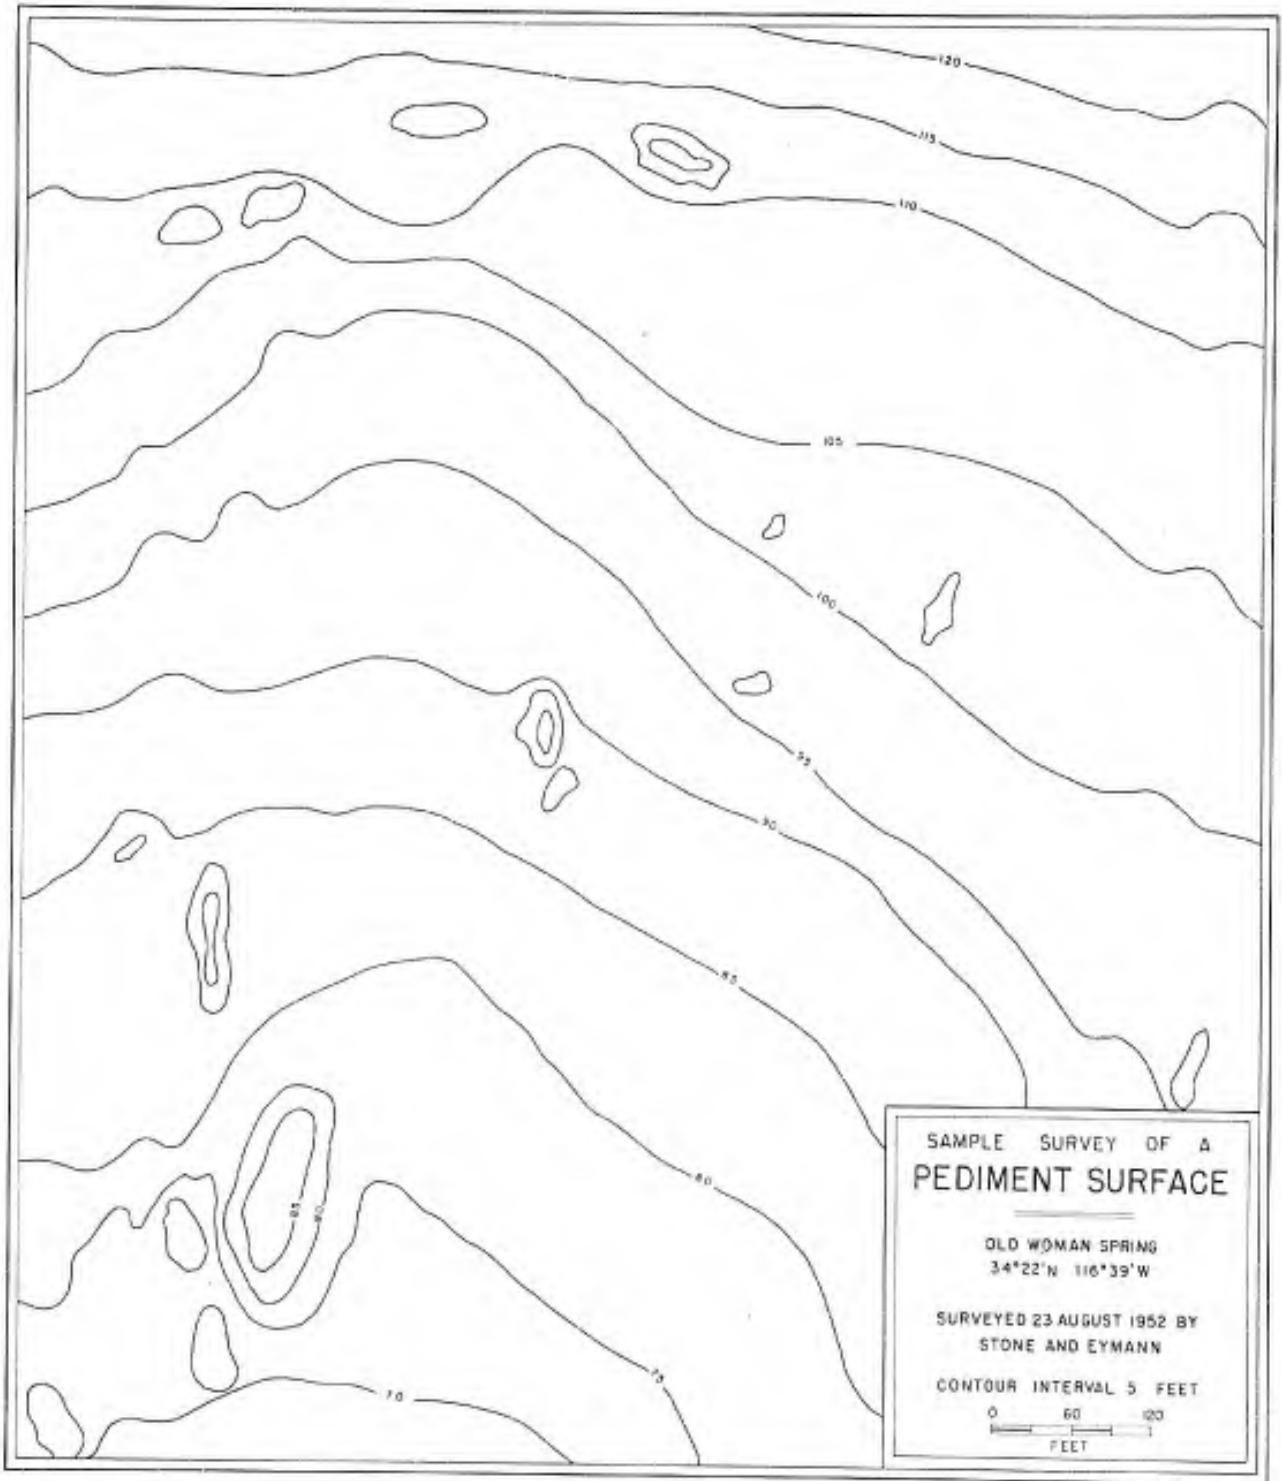 120
115
110
105
100
95
90
85
80
85
80
75
70
SAMPLE SURVEY OF A
PEDIMENT SURFACE
OLD WOMAN SPRING
34°22'N 116°39'W
SURVEYED 23 AUGUST 1952 BY
STONE AND EYMANN
CONTOUR INTERVAL 5 FEET
0 60 120
FEET